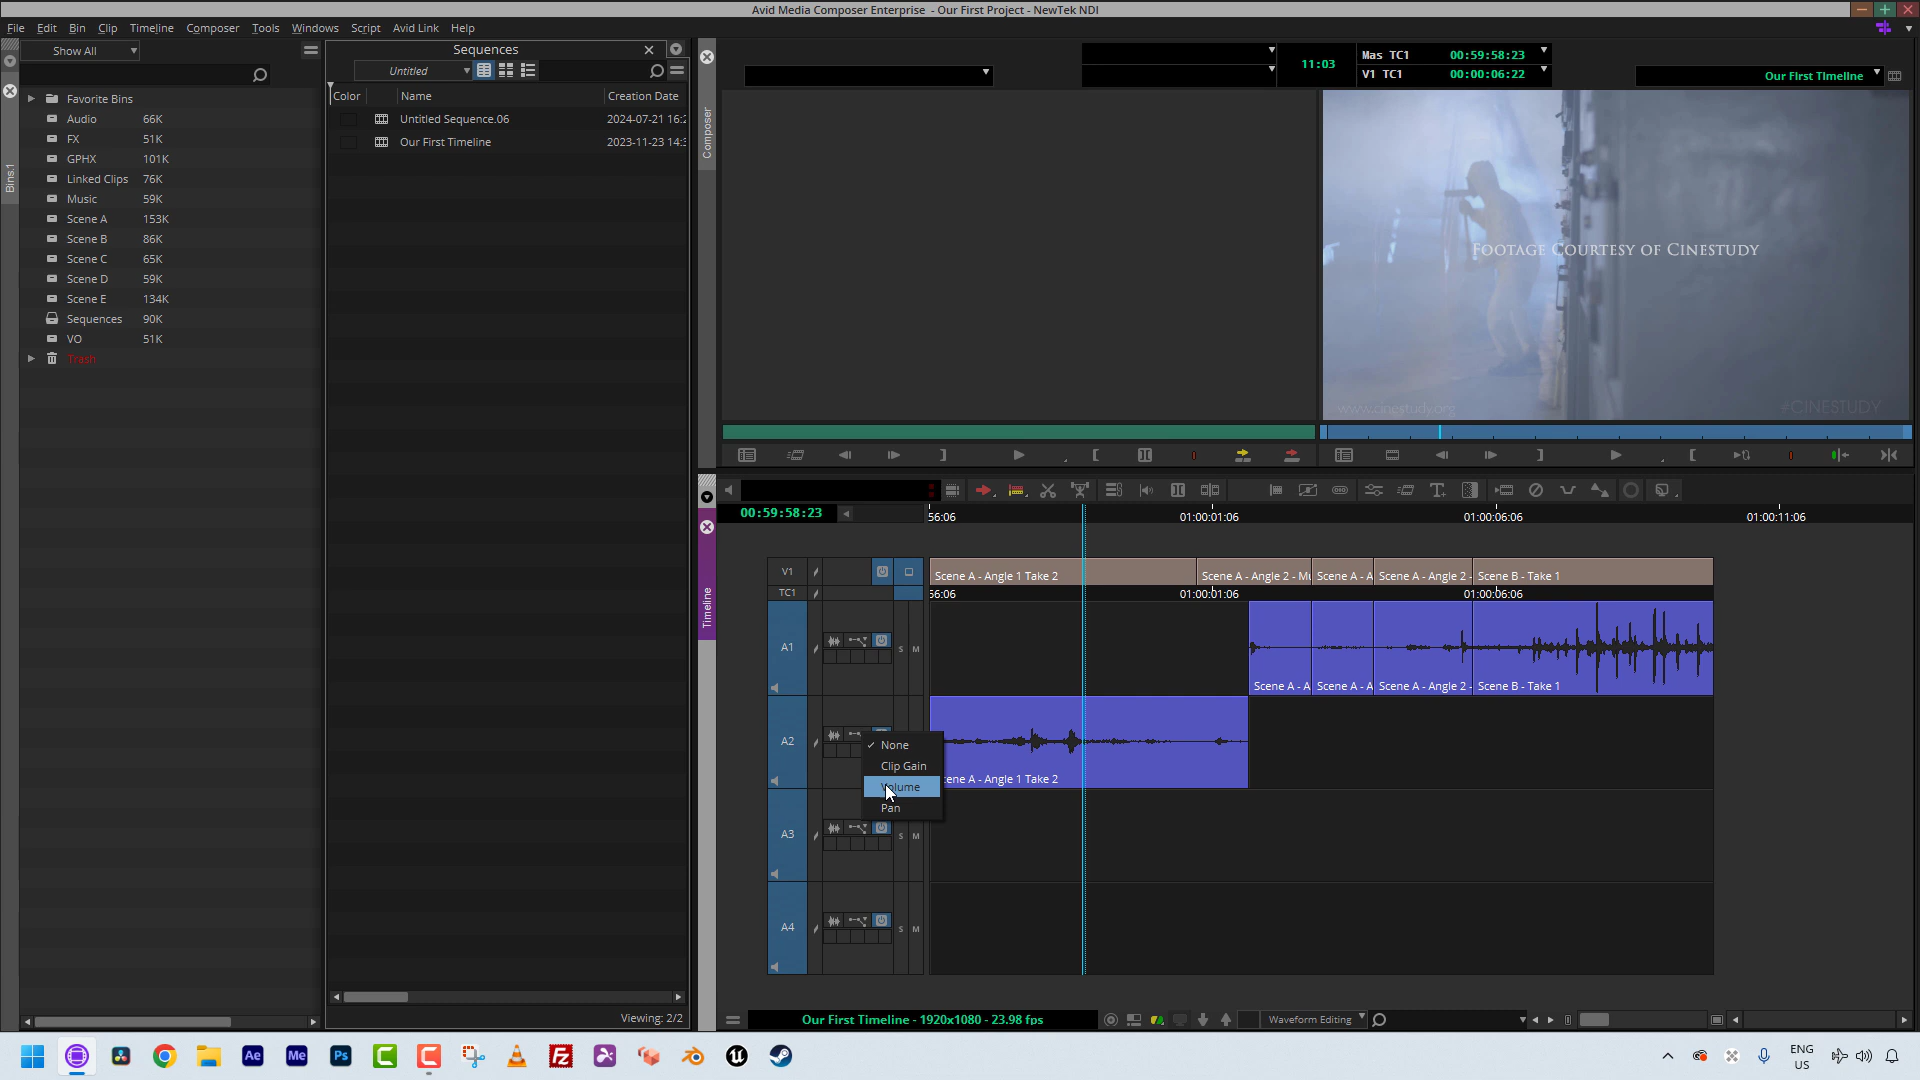 Avid Media Composer Enterprise - Our First Project - NewTek NDI
File Edit Bin Clip Timeline Composer Tools Windows Script Avid Link Help
Show All
Favorite Bins
Audio 66K
FX 51K
GPHX 101K
Linked Clips 76K
Music 59K
Scene A 153K
Scene B 86K
Scene C 65K
Scene D 59K
Scene E 134K
Sequences 90K
VO 51K
Trash
Bins.1
Sequences
Untitled
Color Name Creation Date
Untitled Sequence.06 2024-07-21 16:2
Our First Timeline 2023-11-23 14:3
Viewing: 2/2
Composer
11:03
Mas TC1 00:59:58:23
V1 TC1 00:00:06:22
Our First Timeline
Footage Courtesy of Cinestudy
www.cinestudy.org
#CINESTUDY
Timeline
00:59:58:23
56:06 01:00:01:06 01:00:06:06 01:00:11:06
V1
Scene A - Angle 1 Take 2 Scene A - Angle 2 - Mu Scene A - A Scene A - Angle 2 - Scene B - Take 1
TC1
56:06 01:00:01:06 01:00:06:06
A1 S M
Scene A - A Scene A - A Scene A - Angle 2 - Scene B - Take 1
A2
cene A - Angle 1 Take 2
None
Clip Gain
Volume
Pan
A3 S M
A4 S M
Our First Timeline - 1920x1080 - 23.98 fps
Waveform Editing
Ae Me Ps C C Fz
ENG
US